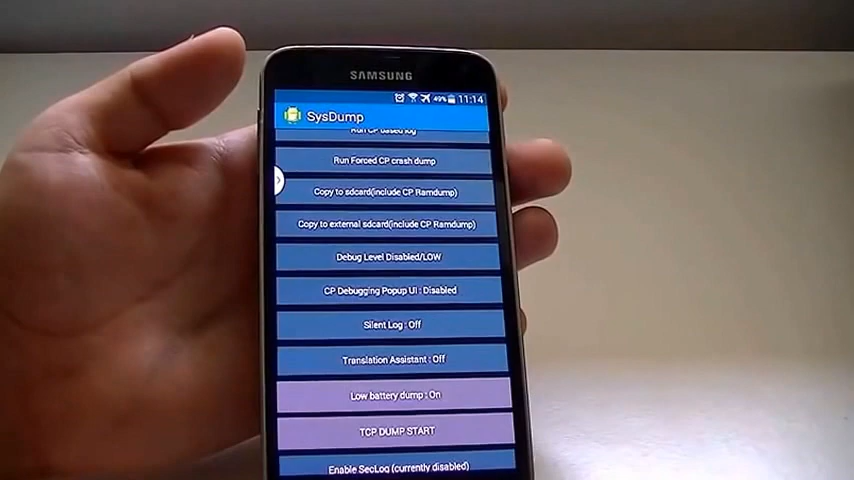 SAMSUNG
49% 11:14
SysDump
Run CP based log
Run Forced CP crash dump
Copy to sdcard(include CP Ramdump)
Copy to external sdcard(include CP Ramdump)
Debug Level Disabled/LOW
CP Debugging Popup UI : Disabled
Silent Log : Off
Translation Assistant : Off
Low battery dump : On
TCP DUMP START
Enable SecLog (currently disabled)